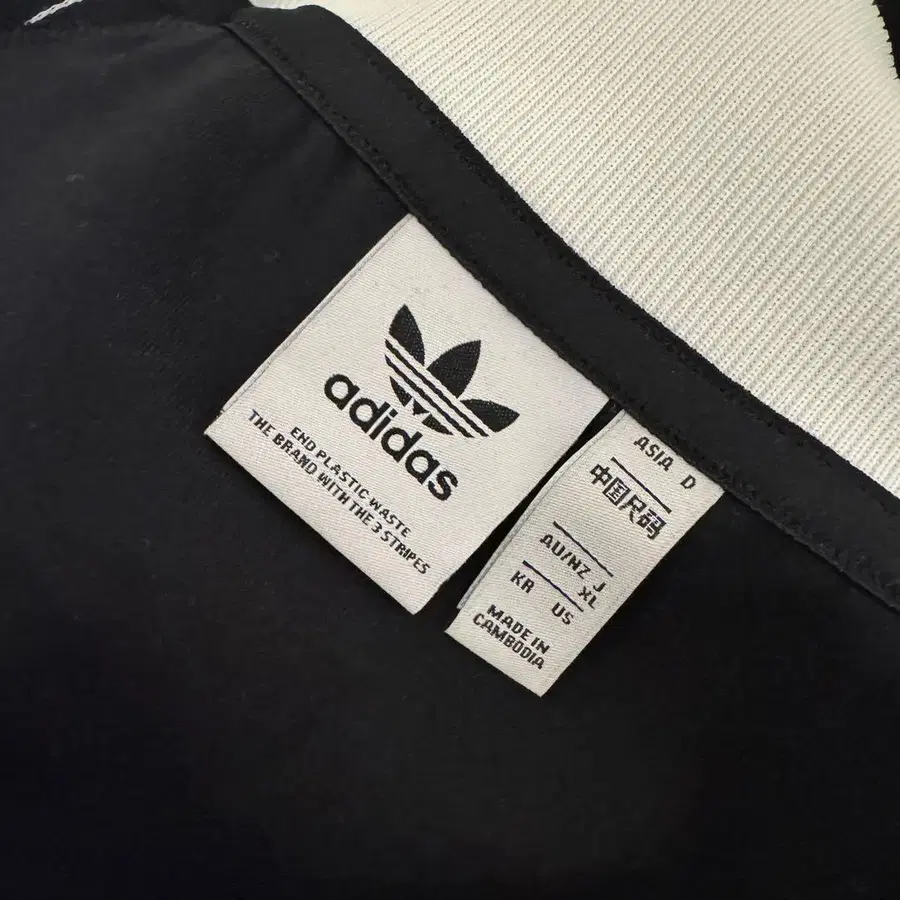 adidas
END PLASTIC WASTE
THE BRAND WITH THE 3 STRIPES
ASIA D
中国尺码
AU/NZ J
XL
KR US
MADE IN
CAMBODIA